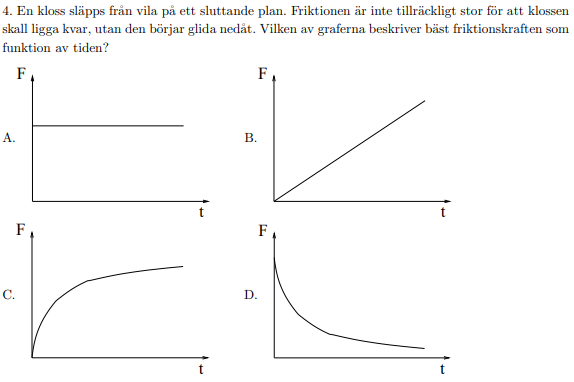 4. En kloss släpps från vila på ett sluttande plan. Friktionen är inte tillräckligt stor för att klossen
skall ligga kvar, utan den börjar glida nedåt. Vilken av graferna beskriver bäst friktionskraften som
funktion av tiden?
F
F
A.
B.
t
t
F
F
C.
D.
t
t